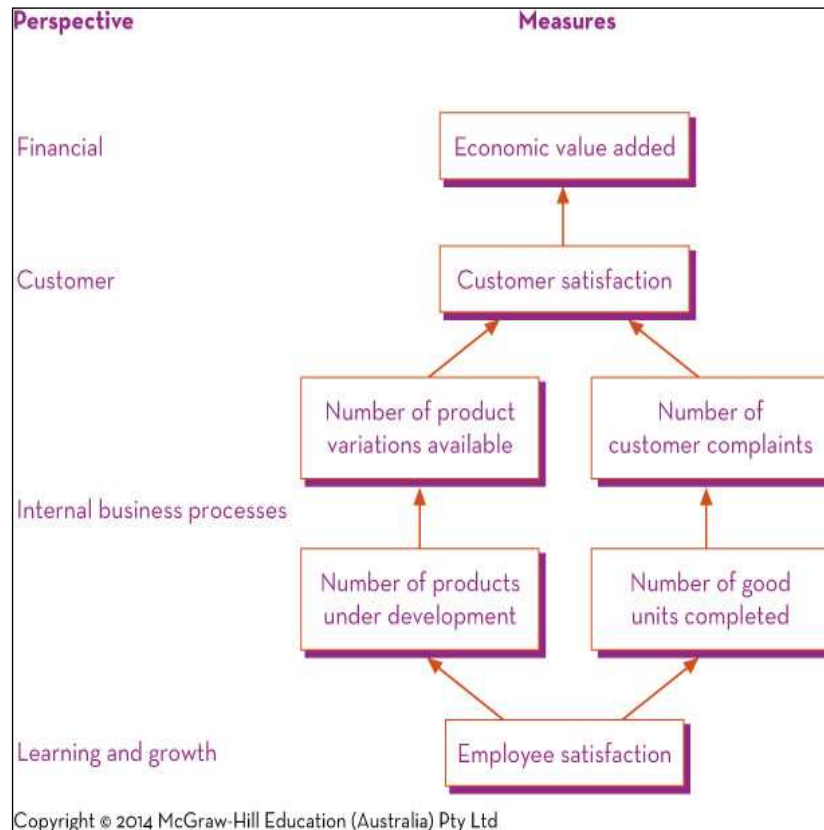 Perspective Measures
Financial
Economic value added
Customer
Customer satisfaction
Number of product
variations available
Number of
customer complaints
Internal business processes
Number of products
under development
Number of good
units completed
Learning and growth
Employee satisfaction
Copyright © 2014 McGraw-Hill Education (Australia) Pty Ltd